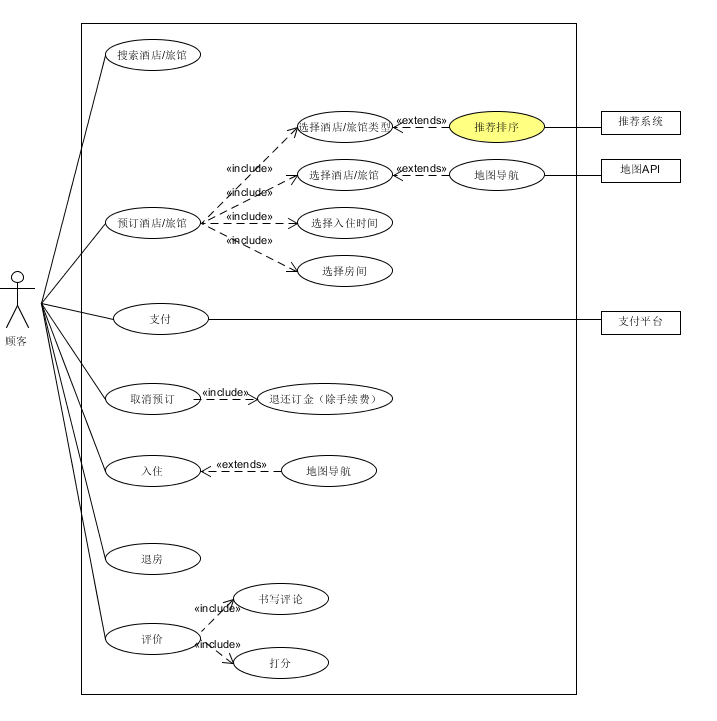 搜索酒店/旅馆
选择酒店/旅馆类型
«extends»
推荐排序
推荐系统
«include»
选择酒店/旅馆
«extends»
地图导航
地图API
«include»
预订酒店/旅馆
«include»
选择入住时间
«include»
选择房间
顾客
支付
支付平台
取消预订
«include»
退还订金（除手续费）
入住
«extends»
地图导航
退房
«include»
书写评论
评价
«include»
打分